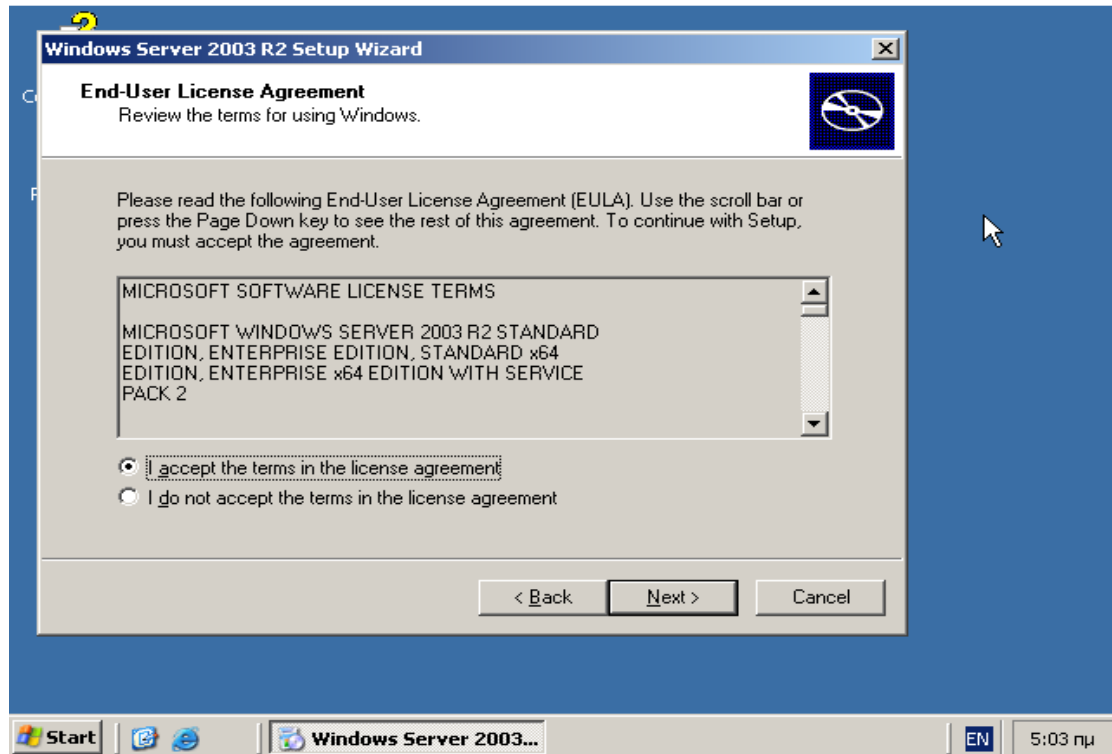 Windows Server 2003 R2 Setup Wizard
End-User License Agreement
Review the terms for using Windows.
Please read the following End-User License Agreement (EULA). Use the scroll bar or
press the Page Down key to see the rest of this agreement. To continue with Setup,
you must accept the agreement.
MICROSOFT SOFTWARE LICENSE TERMS
MICROSOFT WINDOWS SERVER 2003 R2 STANDARD
EDITION, ENTERPRISE EDITION, STANDARD x64
EDITION, ENTERPRISE x64 EDITION WITH SERVICE
PACK 2
I accept the terms in the license agreement
I do not accept the terms in the license agreement
< Back Next > Cancel
Start Windows Server 2003... EN 5:03 πμ